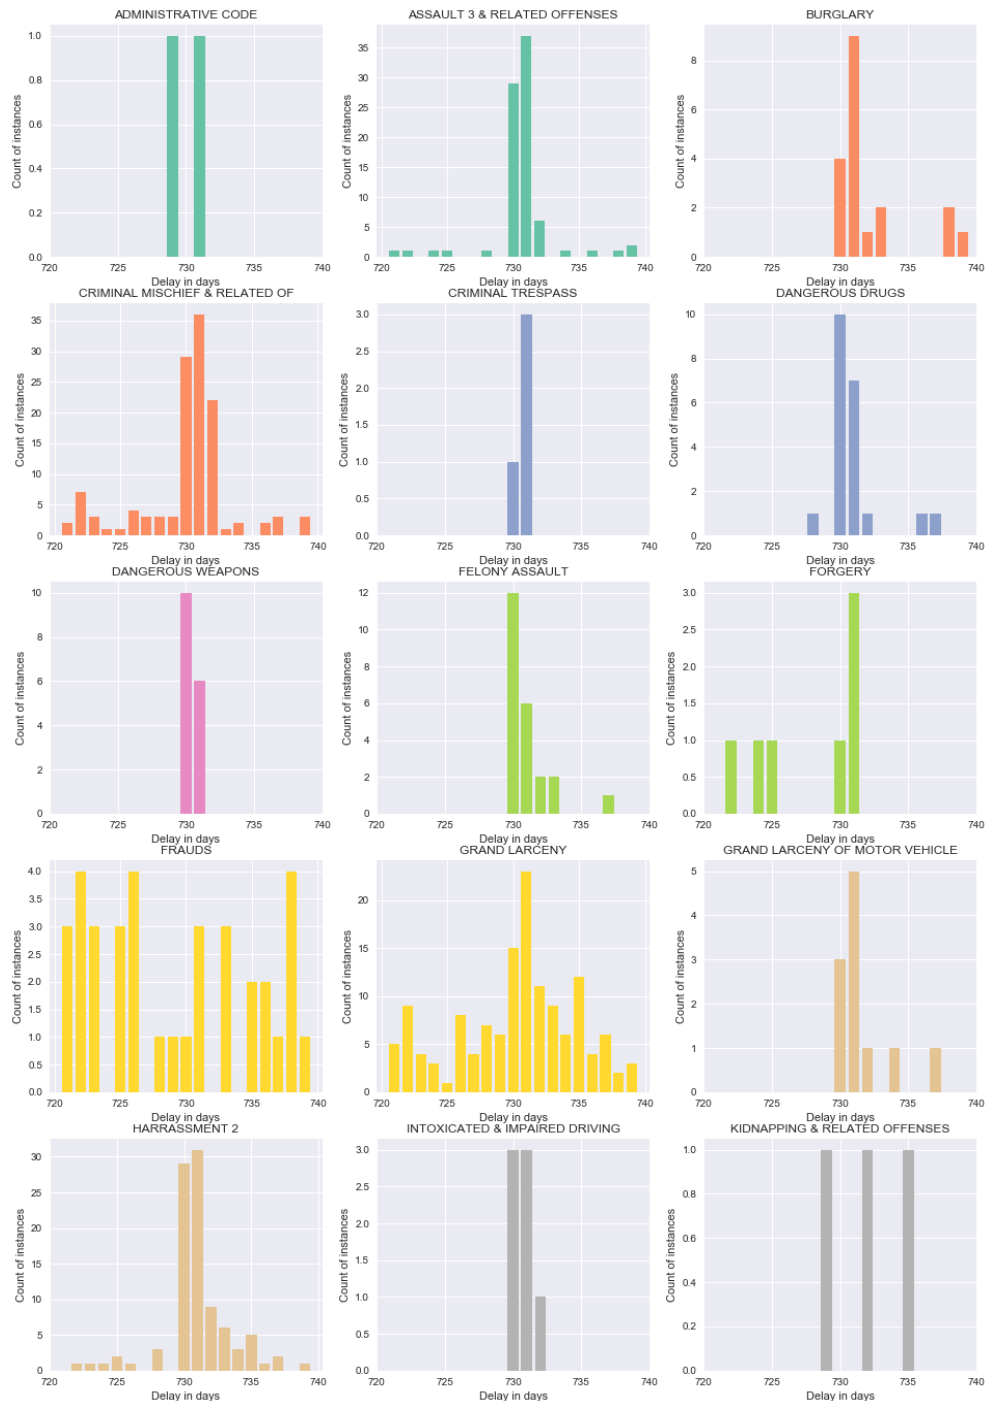 ADMINISTRATIVE CODE
Count of instances
1.0
0.8
0.6
0.4
0.2
0.0
720 725 730 735 740
Delay in days
ASSAULT 3 & RELATED OFFENSES
Count of instances
35
30
25
20
15
10
5
0
720 725 730 735 740
Delay in days
BURGLARY
Count of instances
8
6
4
2
0
720 725 730 735 740
Delay in days
CRIMINAL MISCHIEF & RELATED OF
Count of instances
35
30
25
20
15
10
5
0
720 725 730 735 740
Delay in days
CRIMINAL TRESPASS
Count of instances
3.0
2.5
2.0
1.5
1.0
0.5
0.0
720 725 730 735 740
Delay in days
DANGEROUS DRUGS
Count of instances
10
8
6
4
2
0
720 725 730 735 740
Delay in days
DANGEROUS WEAPONS
Count of instances
10
8
6
4
2
0
720 725 730 735 740
Delay in days
FELONY ASSAULT
Count of instances
12
10
8
6
4
2
0
720 725 730 735 740
Delay in days
FORGERY
Count of instances
3.0
2.5
2.0
1.5
1.0
0.5
0.0
720 725 730 735 740
Delay in days
FRAUDS
Count of instances
4.0
3.5
3.0
2.5
2.0
1.5
1.0
0.5
0.0
720 725 730 735 740
Delay in days
GRAND LARCENY
Count of instances
20
15
10
5
0
720 725 730 735 740
Delay in days
GRAND LARCENY OF MOTOR VEHICLE
Count of instances
5
4
3
2
1
0
720 725 730 735 740
Delay in days
HARRASSMENT 2
Count of instances
30
25
20
15
10
5
0
720 725 730 735 740
Delay in days
INTOXICATED & IMPAIRED DRIVING
Count of instances
3.0
2.5
2.0
1.5
1.0
0.5
0.0
720 725 730 735 740
Delay in days
KIDNAPPING & RELATED OFFENSES
Count of instances
1.0
0.8
0.6
0.4
0.2
0.0
720 725 730 735 740
Delay in days